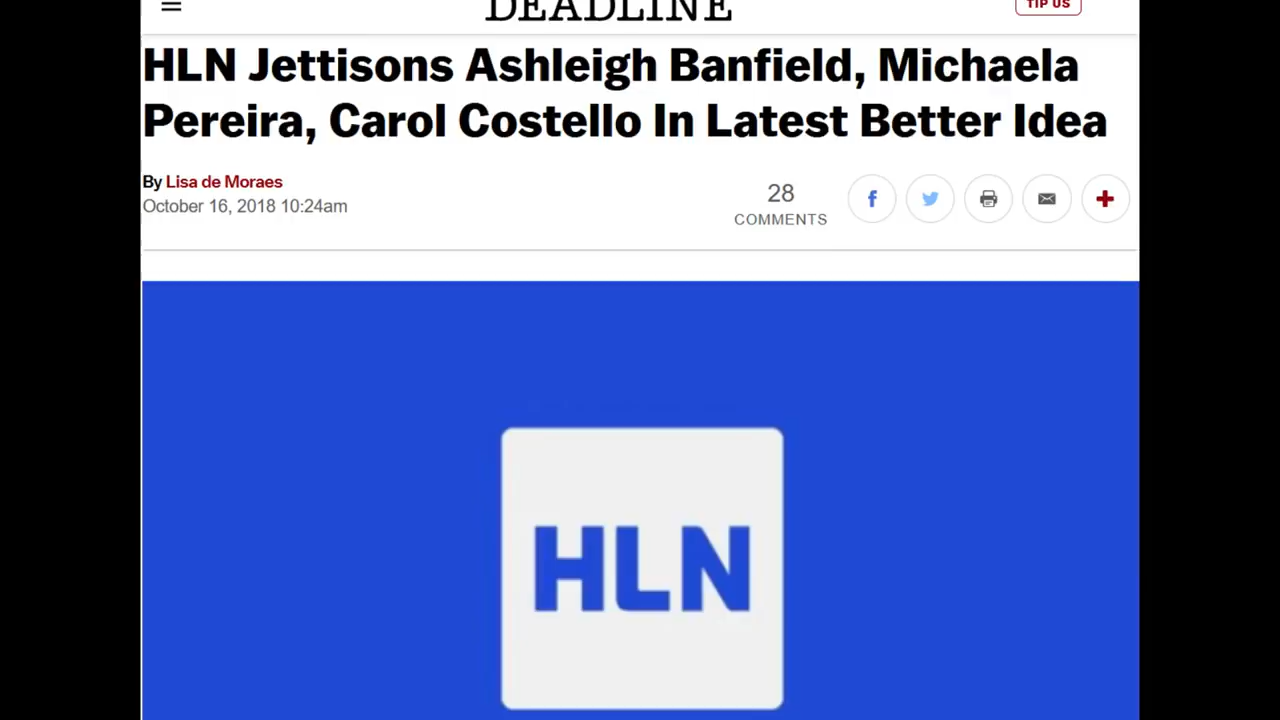 DEADLINE
TIP US
HLN Jettisons Ashleigh Banfield, Michaela
Pereira, Carol Costello In Latest Better Idea
By Lisa de Moraes
October 16, 2018 10:24am
28
COMMENTS
HLN